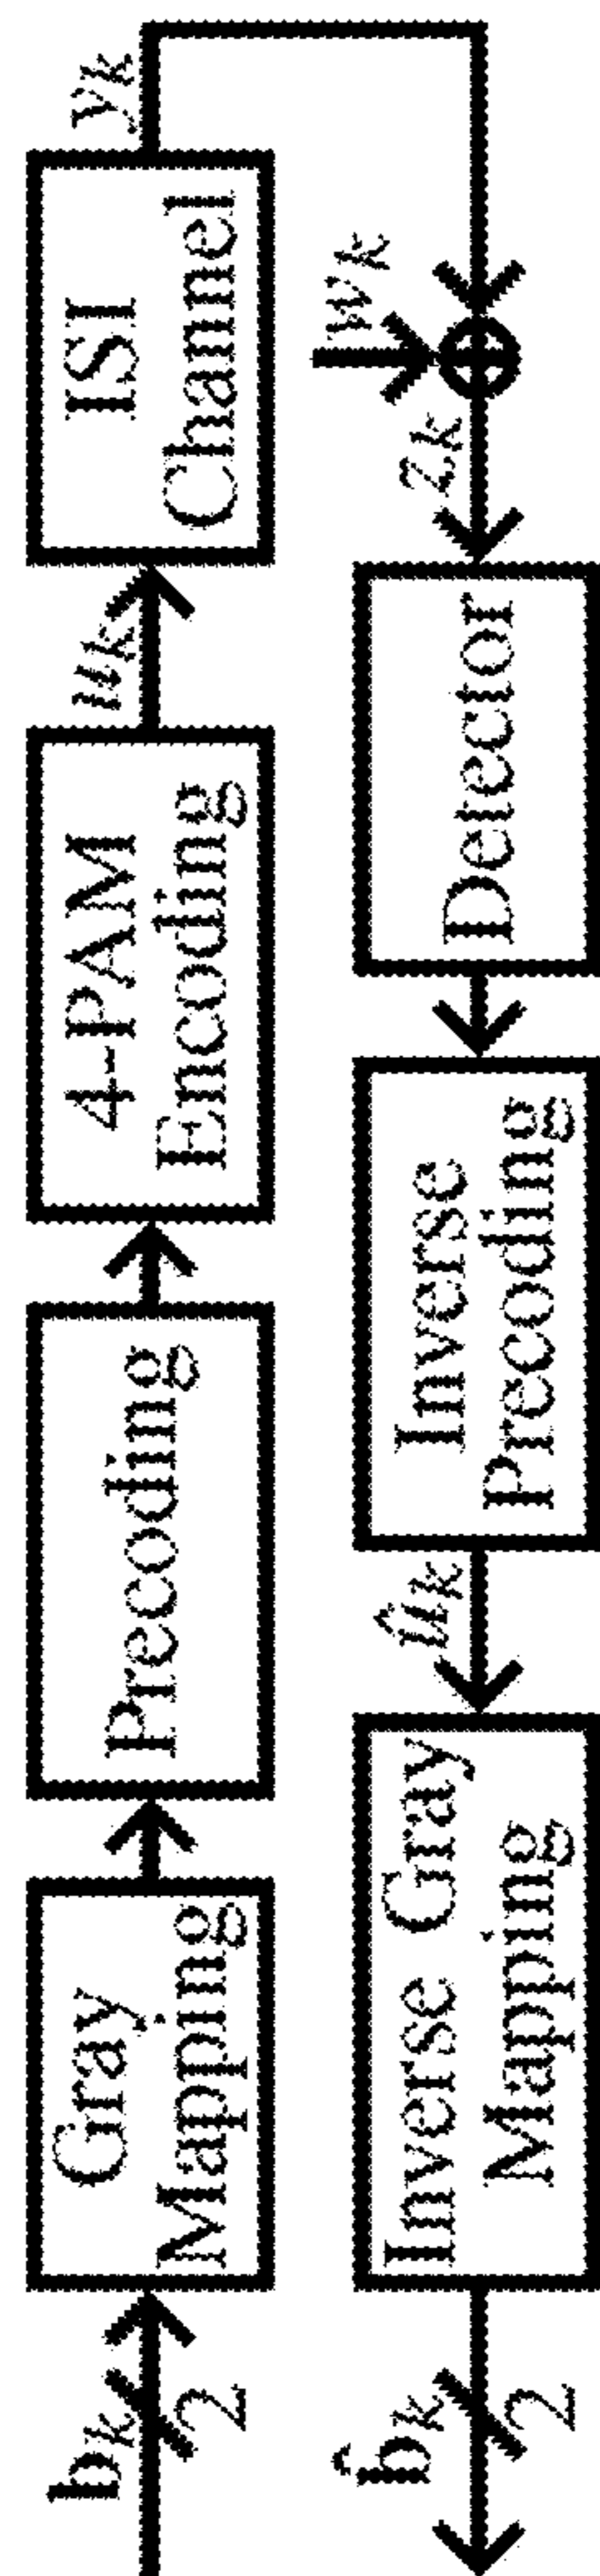 b_k
2
Gray
Mapping
Precoding
4-PAM
Encoding
u_k
ISI
Channel
y_k
w_k
z_k
Detector
Inverse
Precoding
û_k
Inverse Gray
Mapping
b̂_k
2